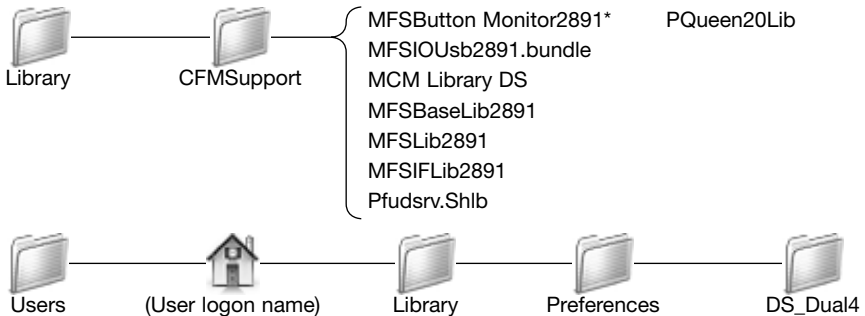 MFSButton Monitor2891* PQueen20Lib
MFSIOUsb2891.bundle
Library CFMSupport MCM Library DS
MFSBaseLib2891
MFSLib2891
MFSIFLib2891
Pfudsrv.Shlb
Users (User logon name) Library Preferences DS_Dual4